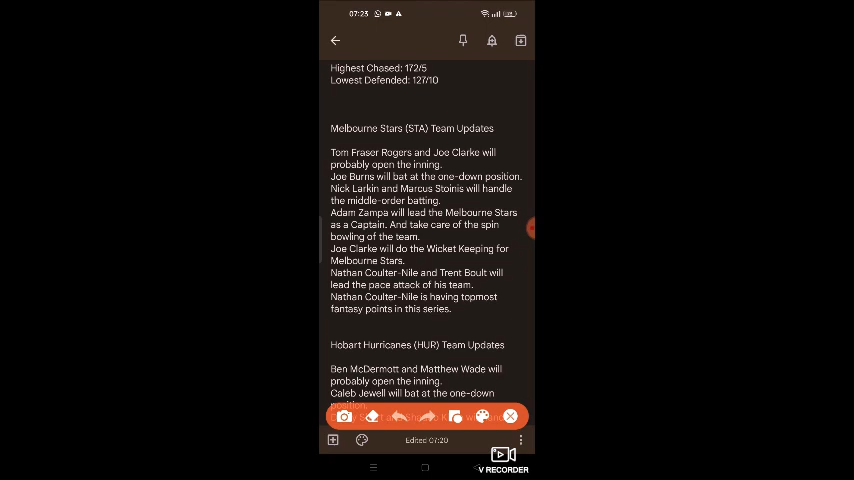 07:23
Highest Chased: 172/5
Lowest Defended: 127/10
Melbourne Stars (STA) Team Updates
Tom Fraser Rogers and Joe Clarke will
probably open the inning.
Joe Burns will bat at the one-down position.
Nick Larkin and Marcus Stoinis will handle
the middle-order batting.
Adam Zampa will lead the Melbourne Stars
as a Captain. And take care of the spin
bowling of the team.
Joe Clarke will do the Wicket Keeping for
Melbourne Stars.
Nathan Coulter-Nile and Trent Boult will
lead the pace attack of his team.
Nathan Coulter-Nile is having topmost
fantasy points in this series.
Hobart Hurricanes (HUR) Team Updates
Ben McDermott and Matthew Wade will
probably open the inning.
Caleb Jewell will bat at the one-down
position.
Edited 07:20
V RECORDER